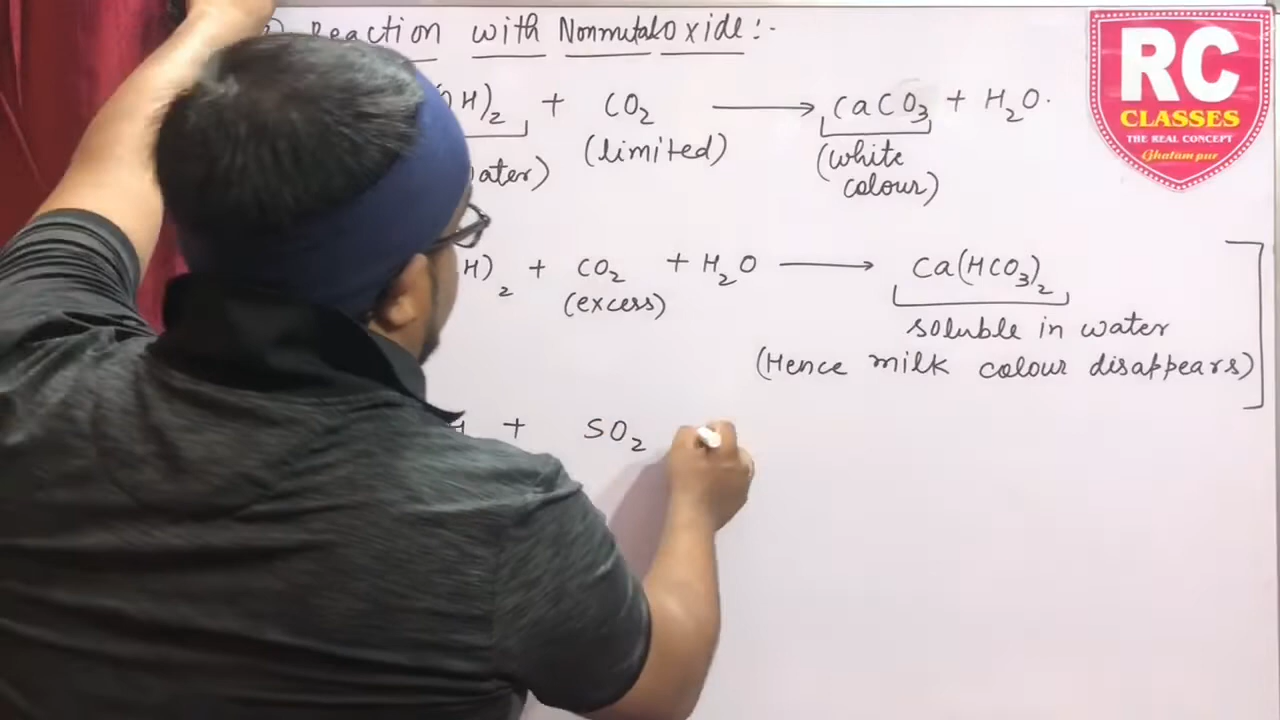 Reaction with Nonmetal oxide :-
H)2 + CO2 → CaCO3 + H2O.
ater) (limited) (white
colour)
H)2 + CO2 + H2O → Ca(HCO3)2
(excess)
soluble in water
(Hence milk colour disappears)
H + SO2
RC
CLASSES
THE REAL CONCEPT
Ghatampur